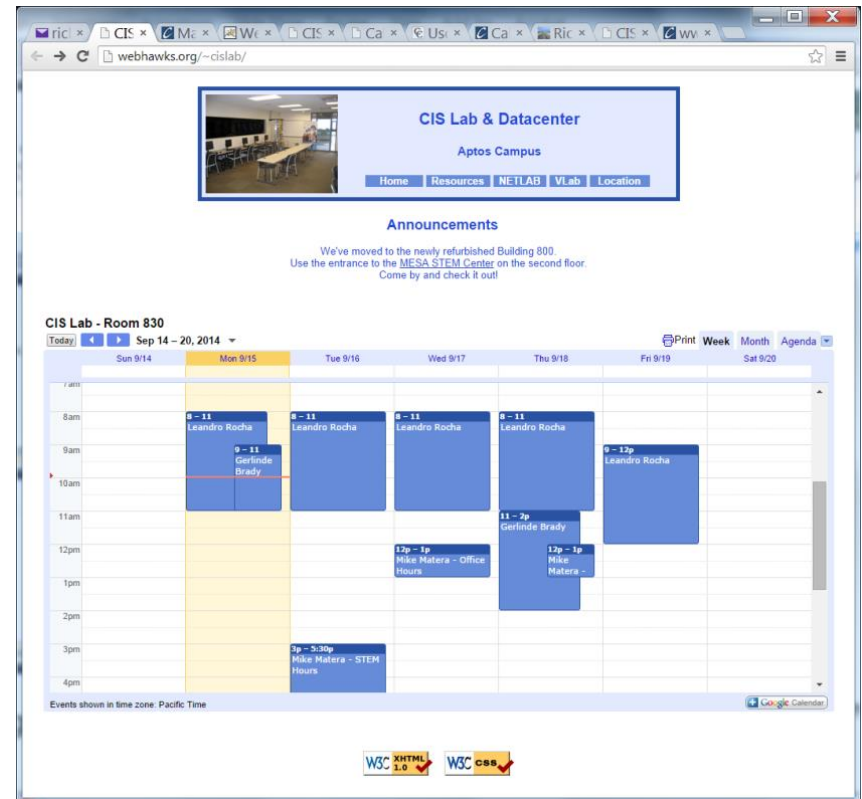 ric
CIS
Ma
We
CIS
Ca
Use
Ca
Ric
CIS
wv
webhawks.org/~cislab/
CIS Lab & Datacenter
Aptos Campus
Home Resources NETLAB VLab Location
Announcements
We've moved to the newly refurbished Building 800.
Use the entrance to the MESA STEM Center on the second floor.
Come by and check it out!
CIS Lab - Room 830
Today Sep 14 – 20, 2014 Print Week Month Agenda
Sun 9/14 Mon 9/15 Tue 9/16 Wed 9/17 Thu 9/18 Fri 9/19 Sat 9/20
7am
8am
9am
10am
11am
12pm
1pm
2pm
3pm
4pm
8 – 11
Leandro Rocha
9 – 11
Gerlinde
Brady
8 – 11
Leandro Rocha
3p – 5:30p
Mike Matera - STEM
Hours
8 – 11
Leandro Rocha
12p – 1p
Mike Matera - Office
Hours
8 – 11
Leandro Rocha
11 – 2p
Gerlinde Brady
12p – 1p
Mike
Matera -
9 – 12p
Leandro Rocha
Events shown in time zone: Pacific Time
Google Calendar
W3C XHTML 1.0
W3C css